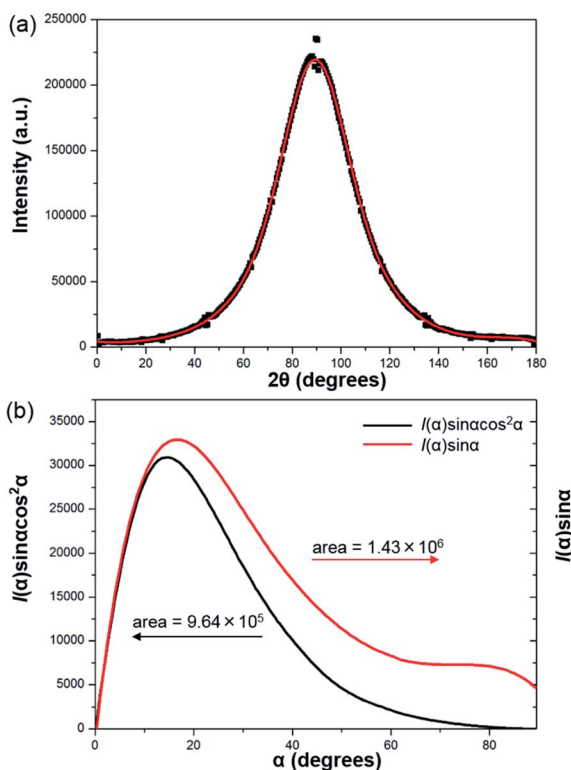 (a)
250000
200000
150000
100000
50000
0
Intensity (a.u.)
0 20 40 60 80 100 120 140 160 180
2θ (degrees)
(b)
35000
30000
25000
20000
15000
10000
5000
0
I(α)sinαcos²α
I(α)sinαcos²α
I(α)sinα
area = 1.43 × 10⁶
area = 9.64 × 10⁵
I(α)sinα
0 20 40 60 80
α (degrees)